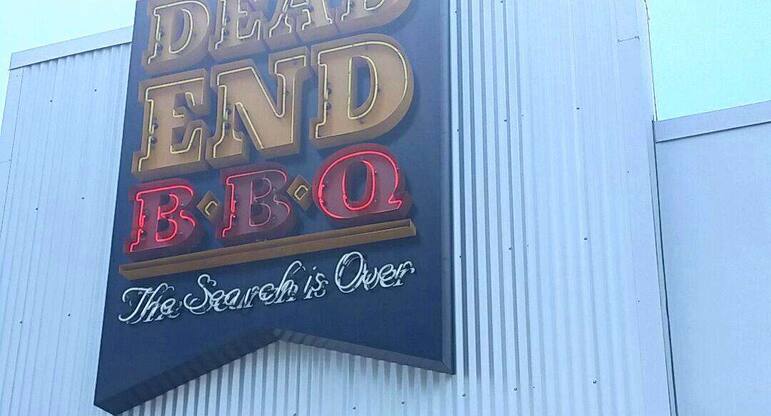 DEAD
END
B·B·Q
The Search is Over